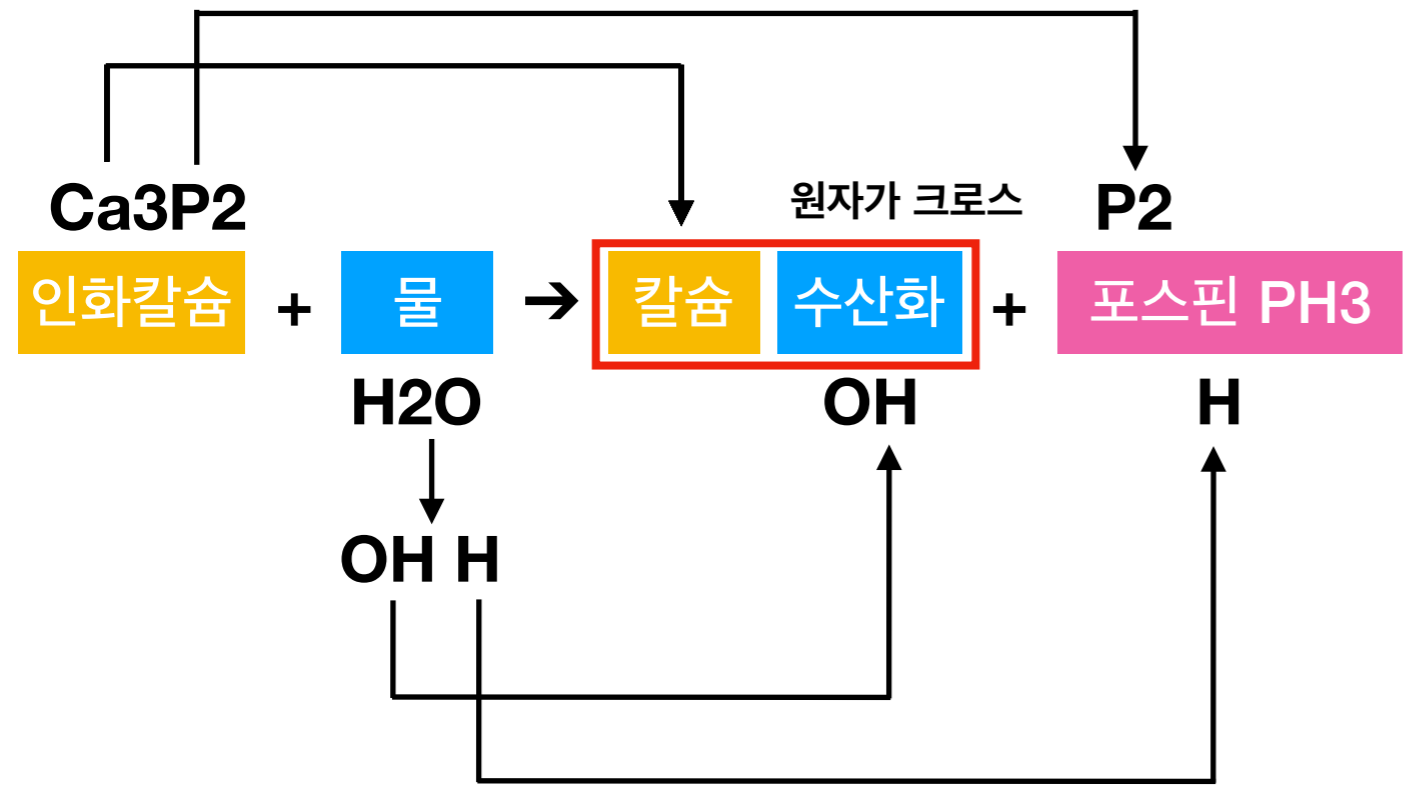 Ca3P2
원자가 크로스
P2
인화칼슘 + 물 → 칼슘 수산화 + 포스핀 PH3
H2O
OH
H
OH H